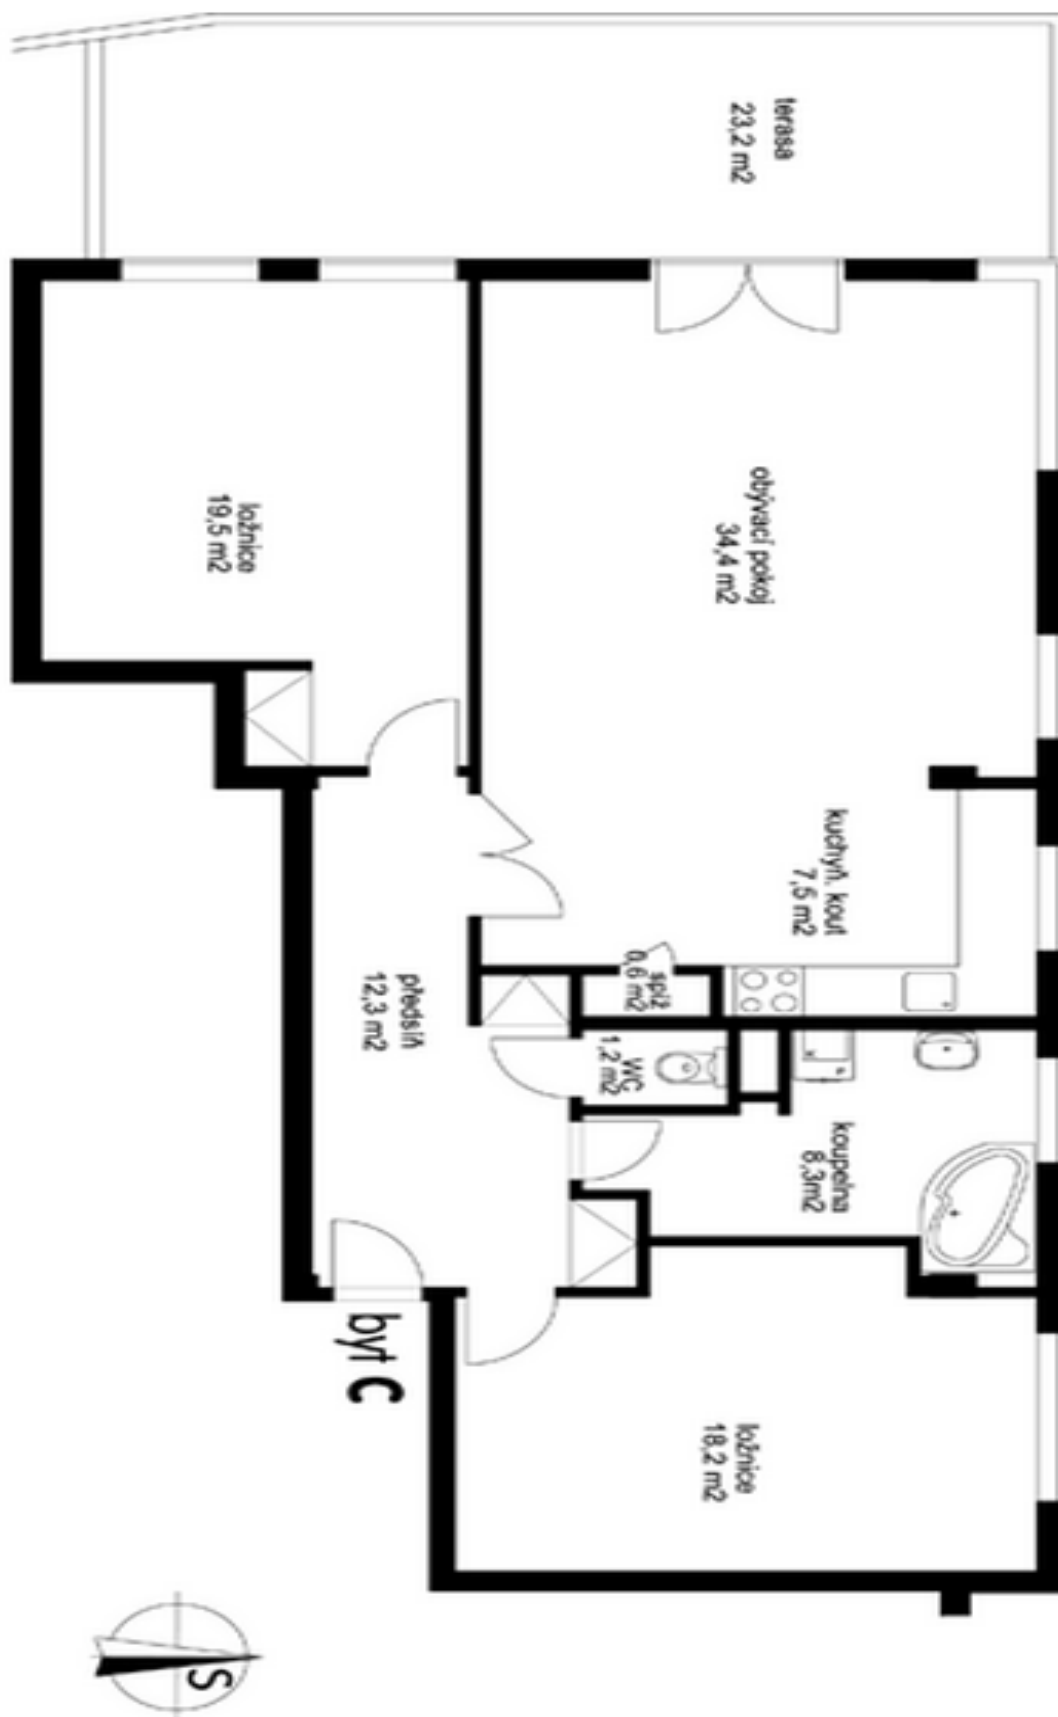 terasa
23,2 m2
obývací pokoj
34,4 m2
ložnice
19,5 m2
kuchyň. kout
7,5 m2
spíž
0,6 m2
předsíň
12,3 m2
WC
1,2 m2
koupelna
8,3m2
byt C
ložnice
18,2 m2
S